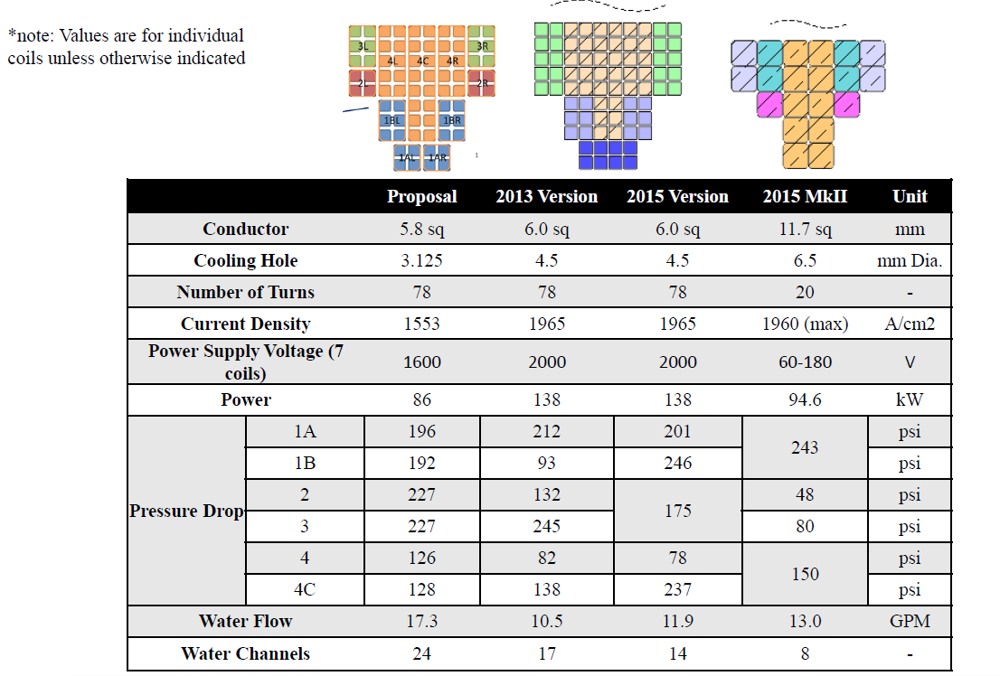 *note: Values are for individual
coils unless otherwise indicated
3L 3R
4L 4C 4R
2L 2R
1BL 1BR
1AL 1AR 1
Proposal 2013 Version 2015 Version 2015 MkII Unit
Conductor 5.8 sq 6.0 sq 6.0 sq 11.7 sq mm
Cooling Hole 3.125 4.5 4.5 6.5 mm Dia.
Number of Turns 78 78 78 20 -
Current Density 1553 1965 1965 1960 (max) A/cm2
Power Supply Voltage (7
coils) 1600 2000 2000 60-180 V
Power 86 138 138 94.6 kW
Pressure Drop
1A 196 212 201 243 psi
1B 192 93 246 psi
2 227 132 175 48 psi
3 227 245 80 psi
4 126 82 78 150 psi
4C 128 138 237 psi
Water Flow 17.3 10.5 11.9 13.0 GPM
Water Channels 24 17 14 8 -